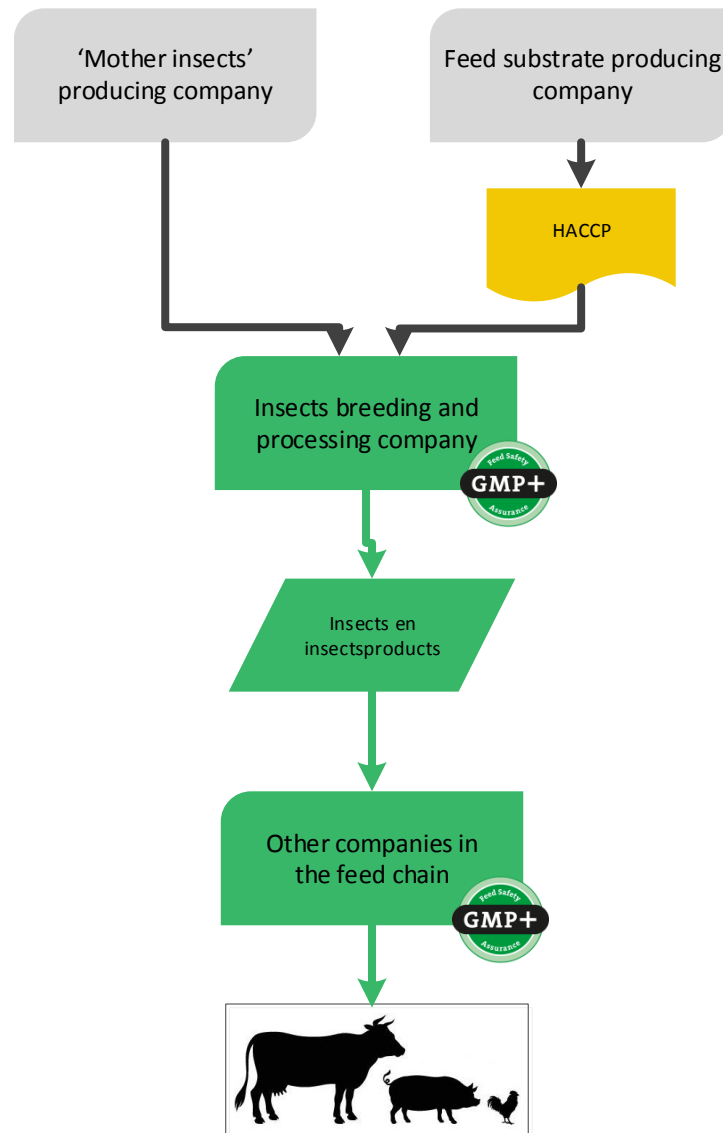 ‘Mother insects’
producing company
Feed substrate producing
company
HACCP
Insects breeding and
processing company
Feed Safety
GMP+
Assurance
Insects en
insectsproducts
Other companies in
the feed chain
Feed Safety
GMP+
Assurance